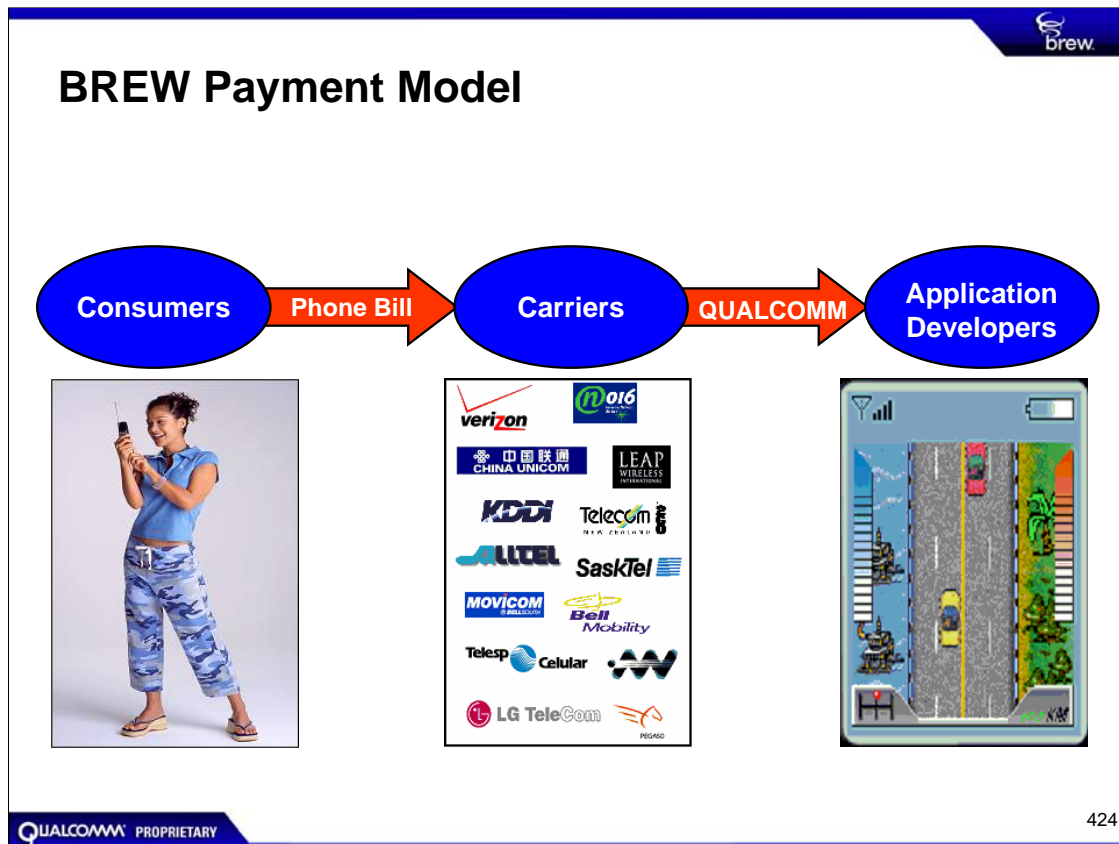 brew.
BREW Payment Model
Consumers
Phone Bill
Carriers
QUALCOMM
Application
Developers
verizon
n016
中国联通
CHINA UNICOM
LEAP
WIRELESS
INTERNATIONAL
KDDI
Telecom
NEW ZEALAND
ALLTEL
SaskTel
MOVICOM
BELLSOUTH
Bell
Mobility
Telesp Celular
LG TeleCom
PEGASO
KM
QUALCOMM PROPRIETARY
424